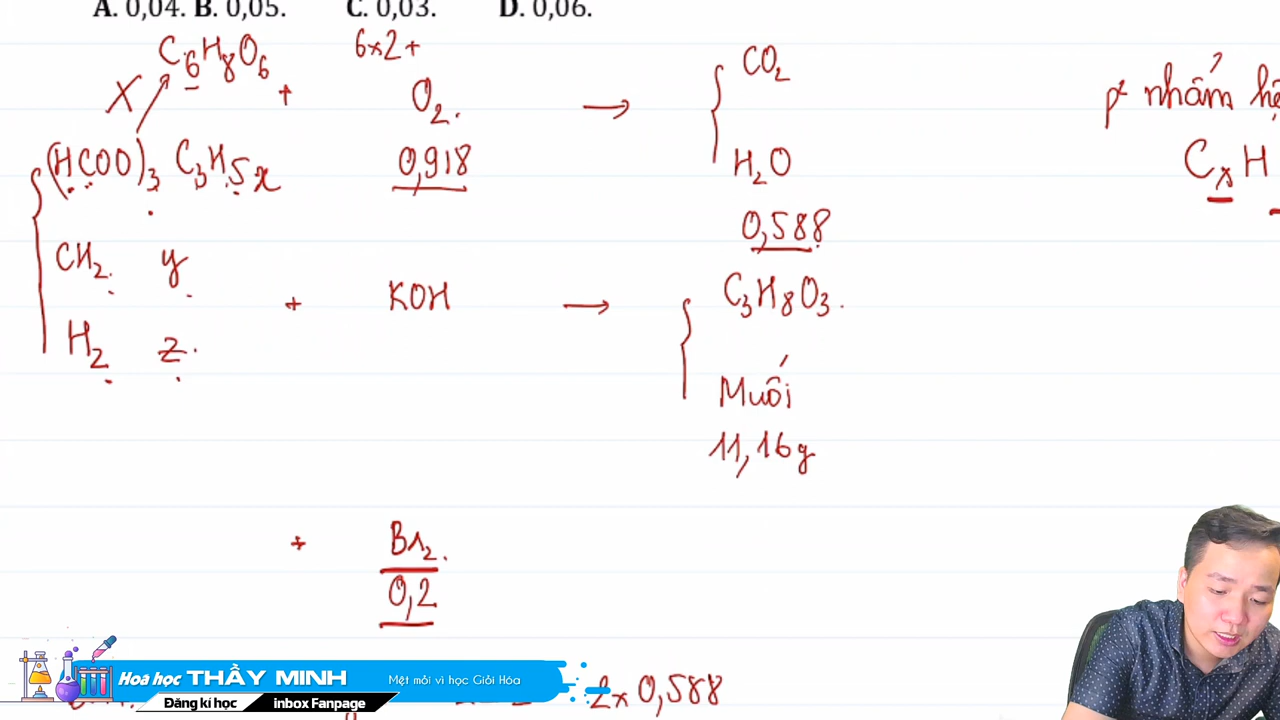 A. 0,04. B. 0,05. C. 0,03. D. 0,06.
C₆H₈O₆ 6×2+
X + O₂. → CO₂
p² nhấm
(HCOO)₃ C₃H₅ x 0,918 H₂O
CₓH
0,588
CH₂ y
+ KOH → C₃H₈O₃.
H₂ z.
Muối
11,16g
+ Br₂.
0,2
Hoá học THẦY MINH Mệt mỏi vì học Giỏi Hóa
2×0,588
Đăng kí học inbox Fanpage